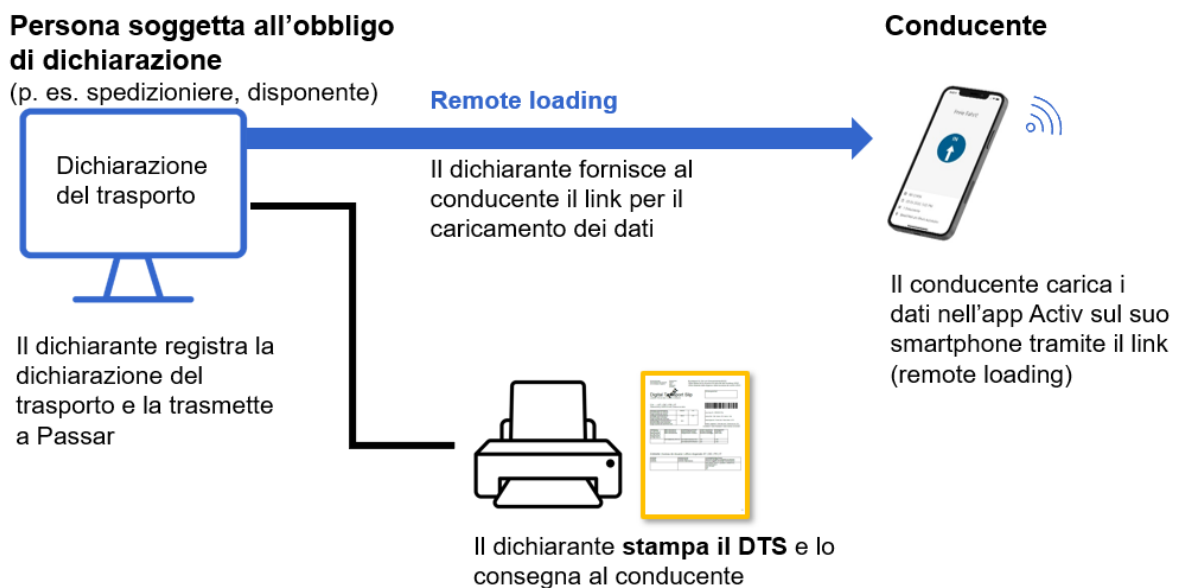 Persona soggetta all'obbligo
di dichiarazione
(p. es. spedizioniere, disponente)
Dichiarazione
del trasporto
Il dichiarante registra la
dichiarazione del
trasporto e la trasmette
a Passar
Remote loading
Il dichiarante fornisce al
conducente il link per il
caricamento dei dati
Conducente
Il conducente carica i
dati nell'app Activ sul suo
smartphone tramite il link
(remote loading)
Digital Transport Slip
Il dichiarante stampa il DTS e lo
consegna al conducente